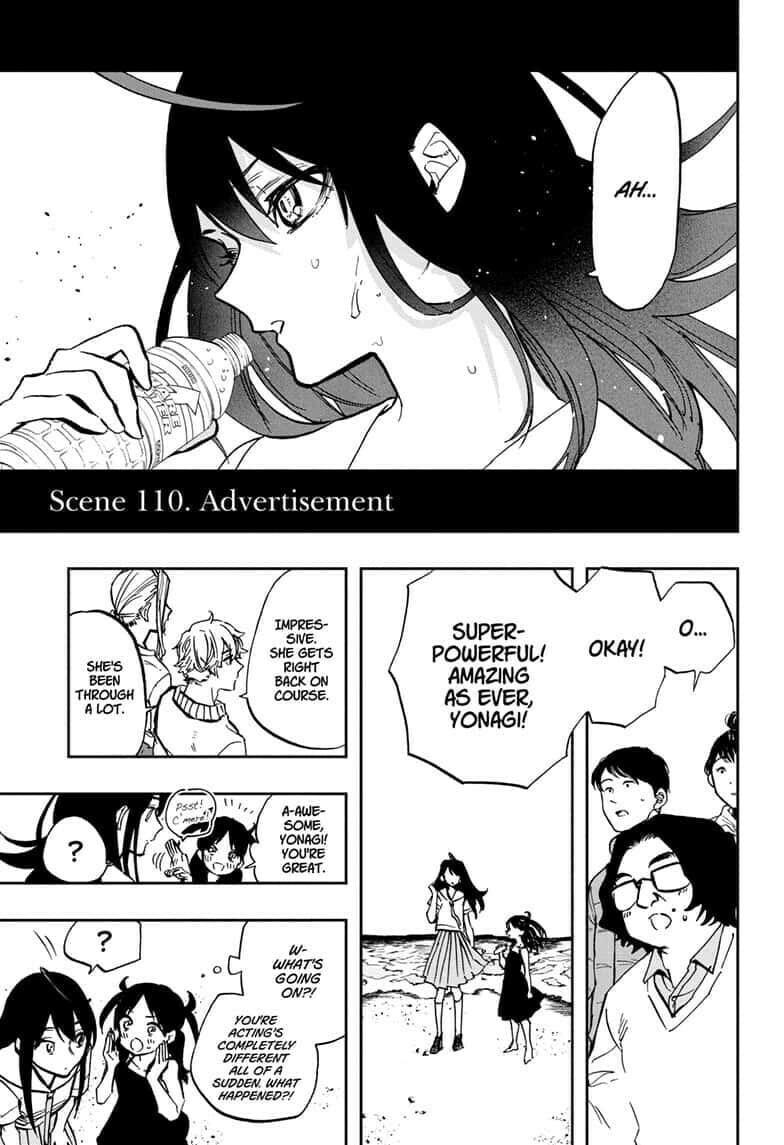 AH...
Scene 110. Advertisement
O...
OKAY!
SUPER-
POWERFUL!
AMAZING
AS EVER,
YONAGI!
IMPRES-
SIVE.
SHE GETS
RIGHT
BACK ON
COURSE.
SHE'S
BEEN
THROUGH
A LOT.
A-AWE-
SOME,
YONAGI!
YOU'RE
GREAT.
Psst!
C'mere!
?
W-
WHAT'S
GOING
ON?!
YOU'RE
ACTING'S
COMPLETELY
DIFFERENT
ALL OF A
SUDDEN. WHAT
HAPPENED?!
?